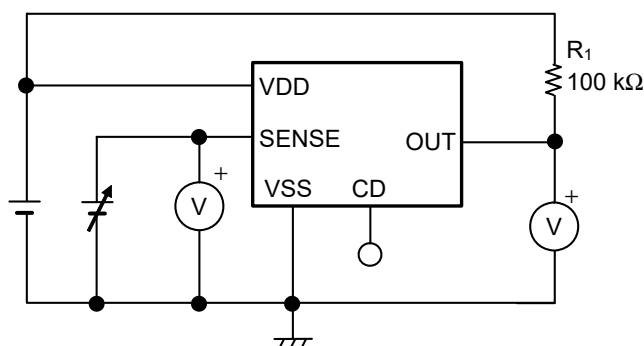 R1
100 kΩ
VDD
SENSE
OUT
VSS CD
+
V
+
V